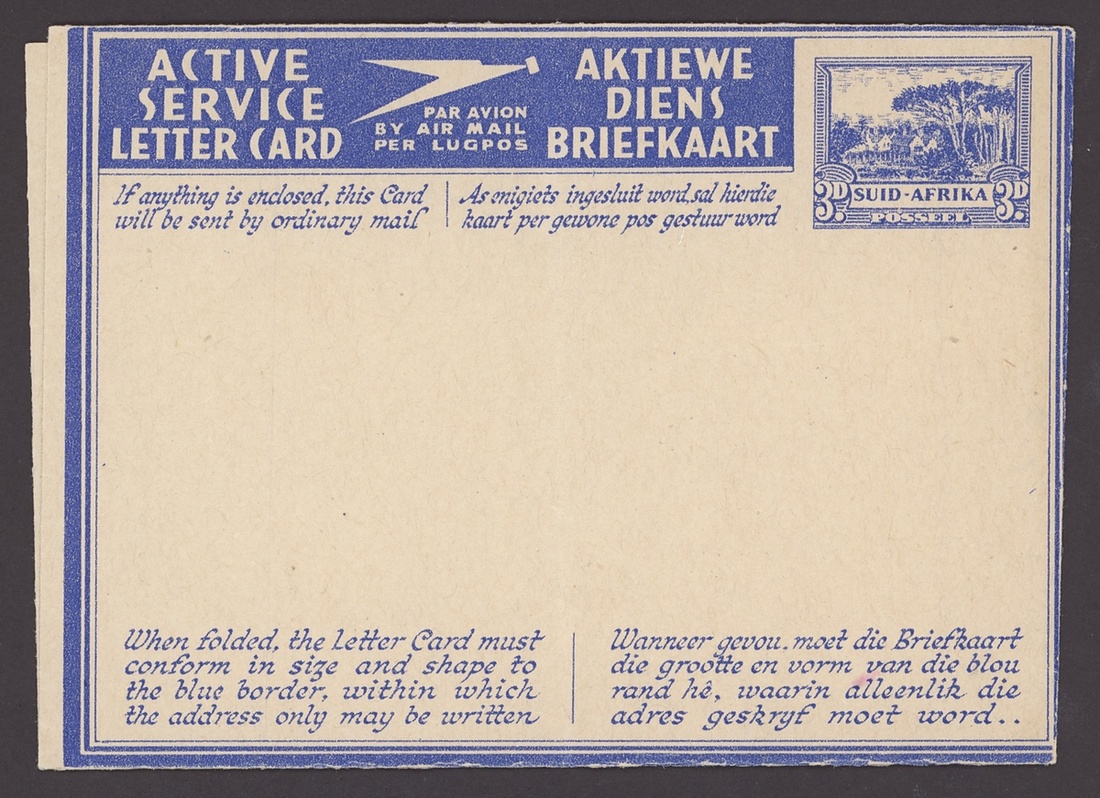 ACTIVE
SERVICE
LETTER CARD
PAR AVION
BY AIR MAIL
PER LUGPOS
AKTIEWE
DIENS
BRIEFKAART
3D SUID-AFRIKA 3D
POSSEEL
If anything is enclosed, this Card
will be sent by ordinary mail
As enigiets ingesluit word, sal hierdie
kaart per gewone pos gestuur word
When folded, the Letter Card must
conform in size and shape to
the blue border, within which
the address only may be written
Wanneer gevou. moet die Briefkaart
die grootte en vorm van die blou
rand hê, waarin alleenlik die
adres geskryf moet word..